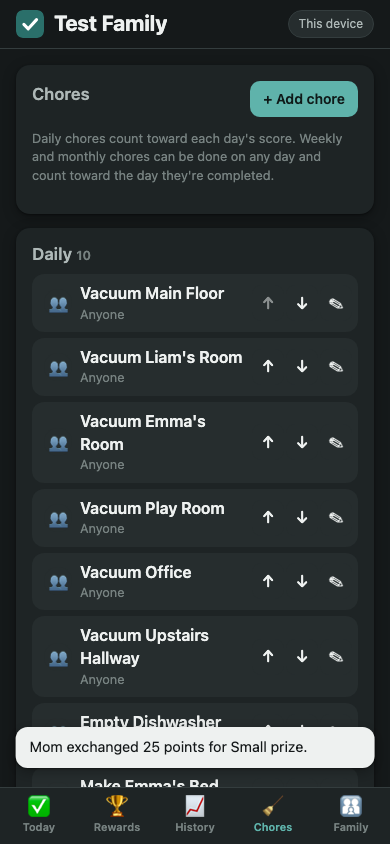 Test Family
This device
Chores
+ Add chore
Daily chores count toward each day's score. Weekly
and monthly chores can be done on any day and
count toward the day they're completed.
Daily 10
Vacuum Main Floor
Anyone
Vacuum Liam's Room
Anyone
Vacuum Emma's
Room
Anyone
Vacuum Play Room
Anyone
Vacuum Office
Anyone
Vacuum Upstairs
Hallway
Anyone
Empty Dishwasher
Mom exchanged 25 points for Small prize.
Make Emma's Bed
Today
Rewards
History
Chores
Family